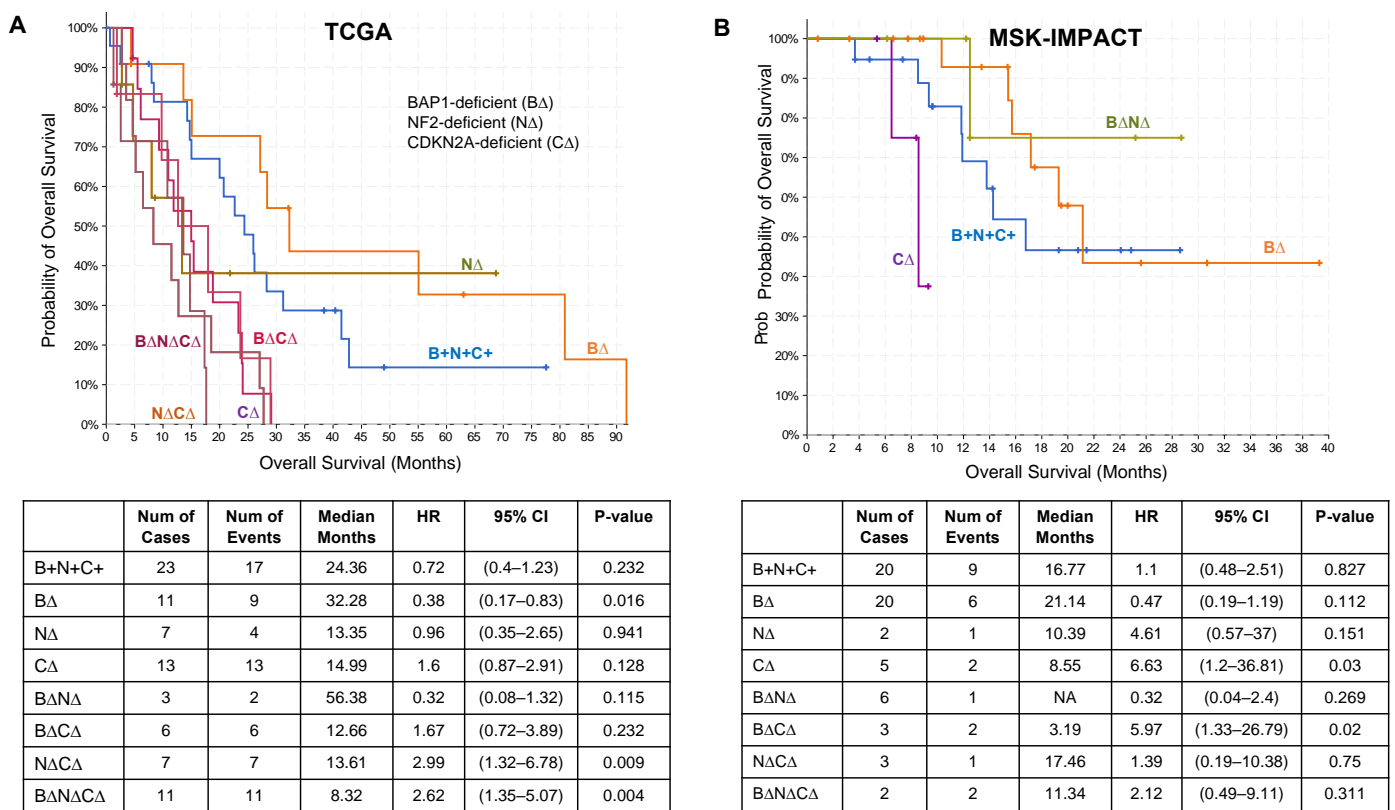 A
TCGA
100%
90%
80%
70%
60%
50%
40%
30%
20%
10%
0%
Probability of Overall Survival
BAP1-deficient (BΔ)
NF2-deficient (NΔ)
CDKN2A-deficient (CΔ)
NΔ
BΔNΔCΔ
BΔCΔ
B+N+C+
BΔ
NΔCΔ
CΔ
0 5 10 15 20 25 30 35 40 45 50 55 60 65 70 75 80 85 90
Overall Survival (Months)
Num of Cases Num of Events Median Months HR 95% CI P-value
B+N+C+ 23 17 24.36 0.72 (0.4–1.23) 0.232
BΔ 11 9 32.28 0.38 (0.17–0.83) 0.016
NΔ 7 4 13.35 0.96 (0.35–2.65) 0.941
CΔ 13 13 14.99 1.6 (0.87–2.91) 0.128
BΔNΔ 3 2 56.38 0.32 (0.08–1.32) 0.115
BΔCΔ 6 6 12.66 1.67 (0.72–3.89) 0.232
NΔCΔ 7 7 13.61 2.99 (1.32–6.78) 0.009
BΔNΔCΔ 11 11 8.32 2.62 (1.35–5.07) 0.004
B
MSK-IMPACT
100%
0%
0%
0%
0%
0%
0%
30%
20%
10%
0%
Prob Probability of Overall Survival
BΔNΔ
B+N+C+
BΔ
CΔ
0 2 4 6 8 10 12 14 16 18 20 22 24 26 28 30 32 34 36 38 40
Overall Survival (Months)
Num of Cases Num of Events Median Months HR 95% CI P-value
B+N+C+ 20 9 16.77 1.1 (0.48–2.51) 0.827
BΔ 20 6 21.14 0.47 (0.19–1.19) 0.112
NΔ 2 1 10.39 4.61 (0.57–37) 0.151
CΔ 5 2 8.55 6.63 (1.2–36.81) 0.03
BΔNΔ 6 1 NA 0.32 (0.04–2.4) 0.269
BΔCΔ 3 2 3.19 5.97 (1.33–26.79) 0.02
NΔCΔ 3 1 17.46 1.39 (0.19–10.38) 0.75
BΔNΔCΔ 2 2 11.34 2.12 (0.49–9.11) 0.311